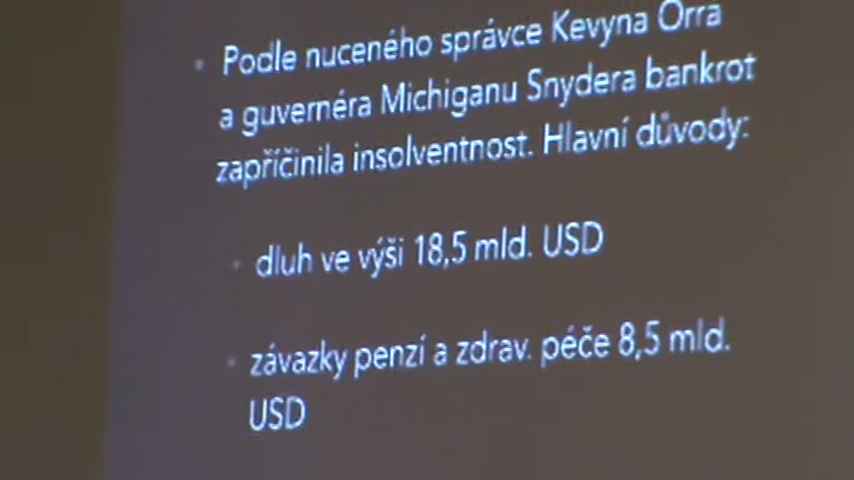 • Podle nuceného správce Kevyna Orra
a guvernéra Michiganu Snydera bankrot
zapříčinila insolventnost. Hlavní důvody:
• dluh ve výši 18,5 mld. USD
• závazky penzí a zdrav. péče 8,5 mld.
USD